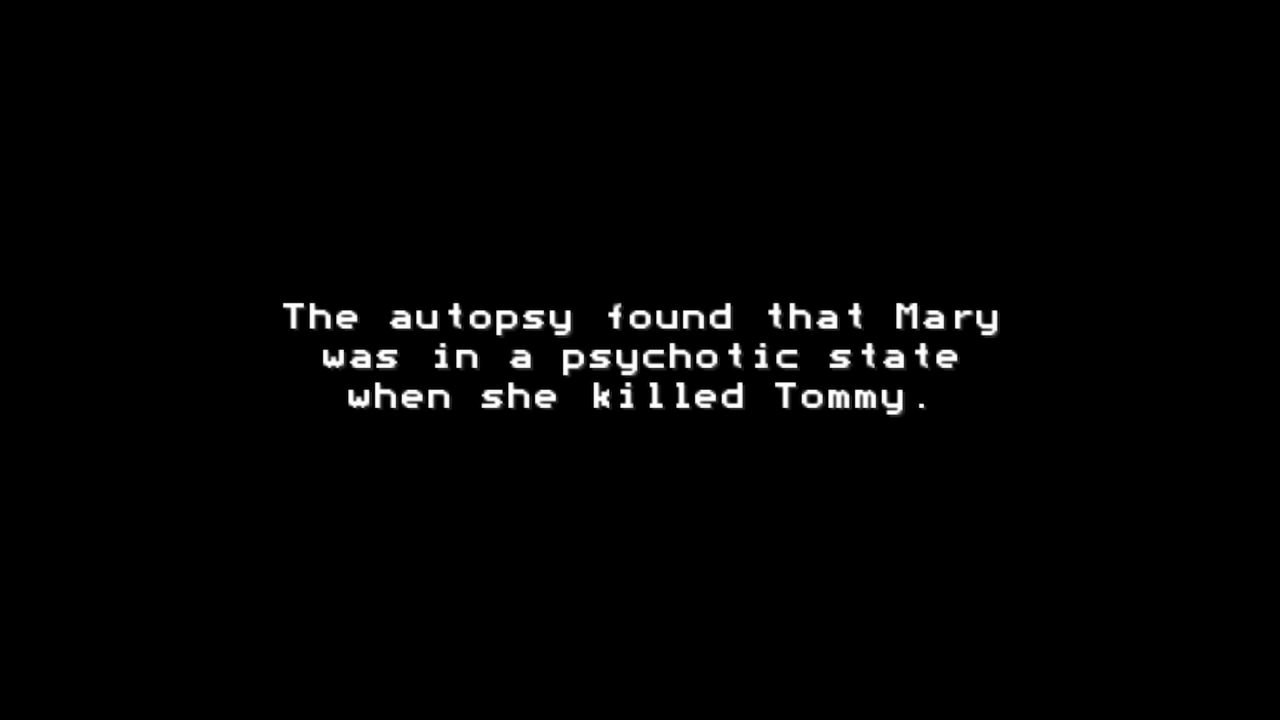 The autopsy found that Mary
was in a psychotic state
when she killed Tommy.